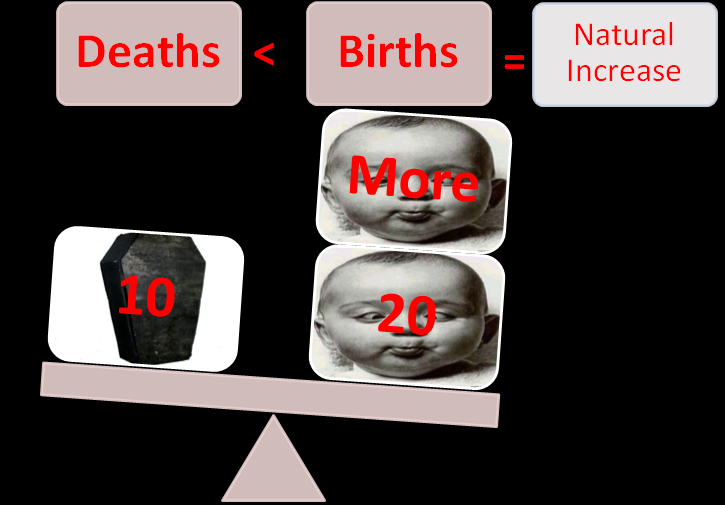 Deaths < Births = Natural
Increase
More
10
20